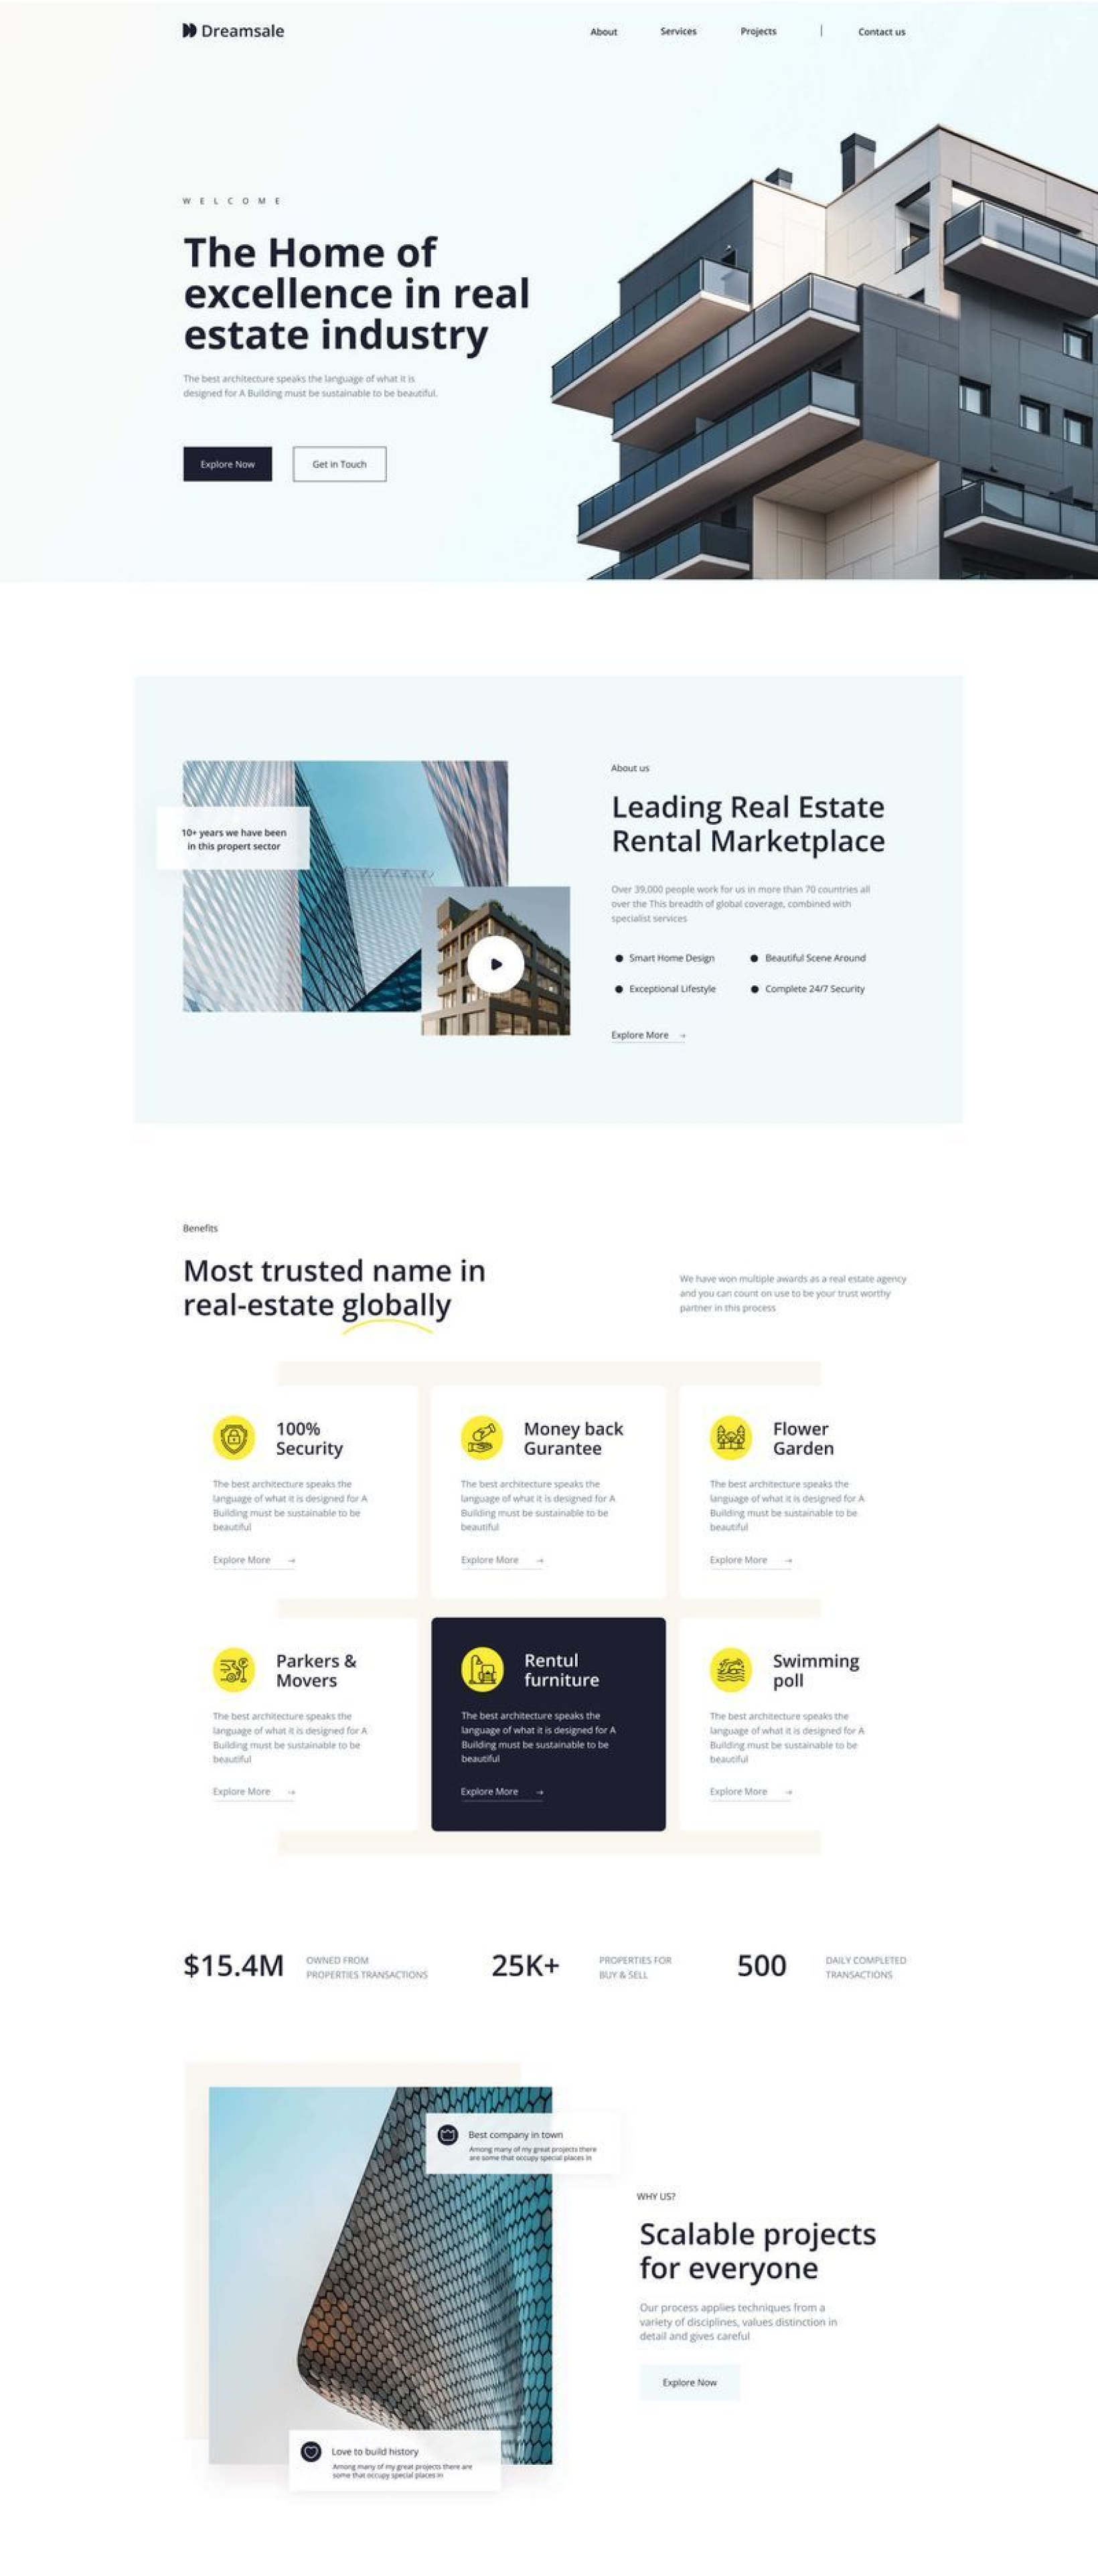 Dreamsale
About
Services
Projects
Contact us
WELCOME
The Home of
excellence in real
estate industry
The best architecture speaks the language of what it is
designed for A Building must be sustainable to be beautiful.
Explore Now
Get in Touch
10+ years we have been
in this propert sector
About us
Leading Real Estate
Rental Marketplace
Over 39,000 people work for us in more than 70 countries all
over the This breadth of global coverage, combined with
specialist services
Smart Home Design
Beautiful Scene Around
Exceptional Lifestyle
Complete 24/7 Security
Explore More →
Benefits
Most trusted name in
real-estate globally
We have won multiple awards as a real estate agency
and you can count on use to be your trust worthy
partner in this process
100%
Security
The best architecture speaks the
language of what it is designed for A
Building must be sustainable to be
beautiful
Explore More →
Money back
Gurantee
The best architecture speaks the
language of what it is designed for A
Building must be sustainable to be
beautiful
Explore More →
Flower
Garden
The best architecture speaks the
language of what it is designed for A
Building must be sustainable to be
beautiful
Explore More →
Parkers &
Movers
The best architecture speaks the
language of what it is designed for A
Building must be sustainable to be
beautiful
Explore More →
Rentul
furniture
The best architecture speaks the
language of what it is designed for A
Building must be sustainable to be
beautiful
Explore More →
Swimming
poll
The best architecture speaks the
language of what it is designed for A
Building must be sustainable to be
beautiful
Explore More →
$15.4M
OWNED FROM
PROPERTIES TRANSACTIONS
25K+
PROPERTIES FOR
BUY & SELL
500
DAILY COMPLETED
TRANSACTIONS
Best company in town
Among many of my great projects there
are some that occupy special places in
WHY US?
Scalable projects
for everyone
Our process applies techniques from a
variety of disciplines, values distinction in
detail and gives careful
Explore Now
Love to build history
Among many of my great projects there are
some that occupy special places in